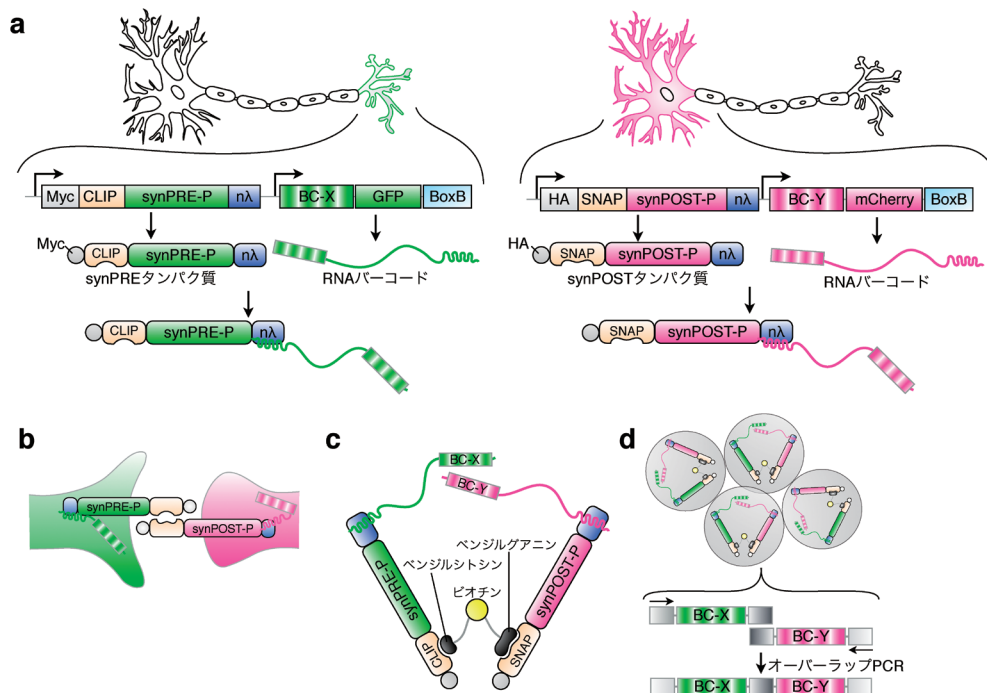 a
Myc CLIP synPRE-P nλ BC-X GFP BoxB
HA SNAP synPOST-P nλ BC-Y mCherry BoxB
Myc
CLIP synPRE-P nλ
synPREタンパク質
RNAバーコード
HA
SNAP synPOST-P nλ
synPOSTタンパク質
RNAバーコード
CLIP synPRE-P nλ
SNAP synPOST-P nλ
b
synPRE-P
synPOST-P
c
BC-X
BC-Y
ベンジルグアニン
ベンジルシトシン
ビオチン
synPRE-P
synPOST-P
CLIP
SNAP
d
BC-X
BC-Y
オーバーラップPCR
BC-X BC-Y